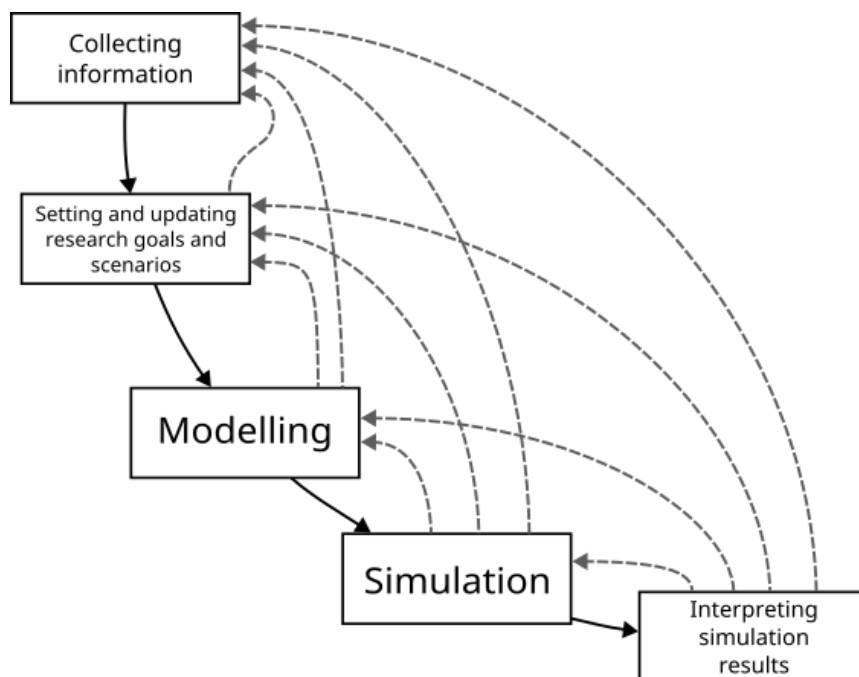 Collecting
information
Setting and updating
research goals and
scenarios
Modelling
Simulation
Interpreting
simulation
results